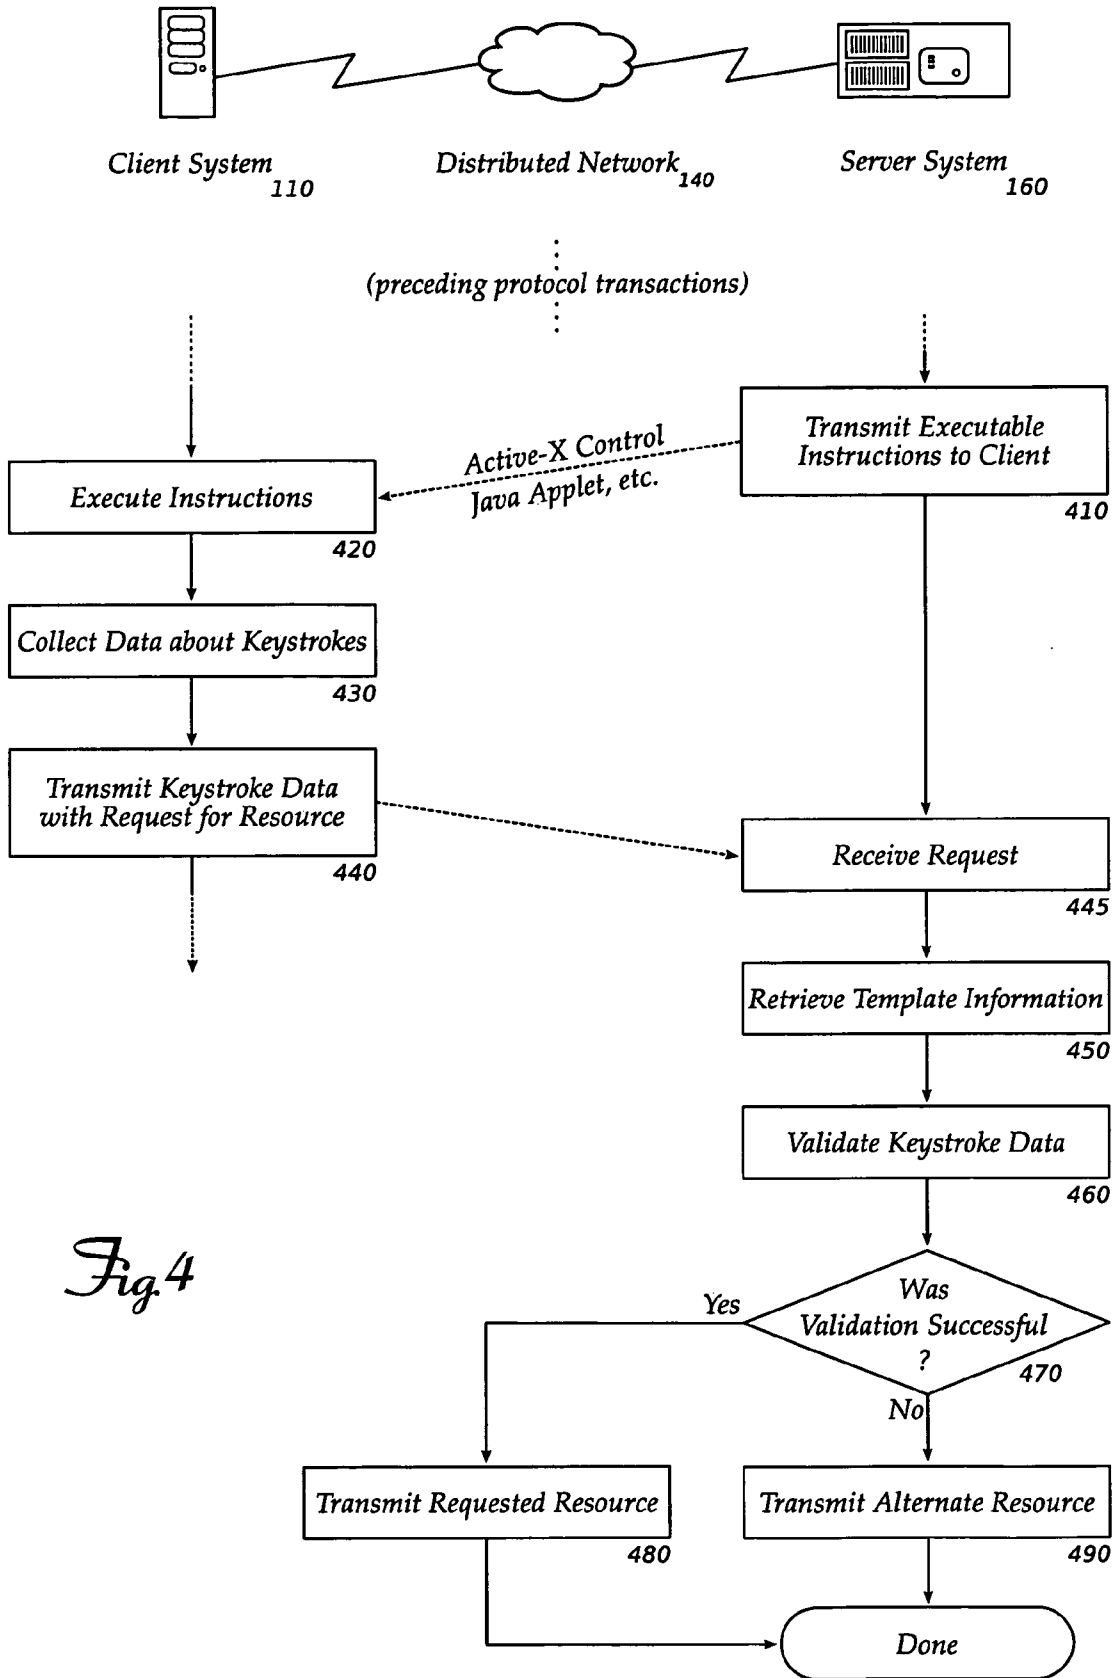 Client System 110
Distributed Network 140
Server System 160
(preceding protocol transactions)
Transmit Executable
Instructions to Client
410
Active-X Control
Java Applet, etc.
Execute Instructions
420
Collect Data about Keystrokes
430
Transmit Keystroke Data
with Request for Resource
440
Receive Request
445
Retrieve Template Information
450
Validate Keystroke Data
460
Fig.4
Was
Validation Successful
?
470
Yes
No
Transmit Requested Resource
480
Transmit Alternate Resource
490
Done